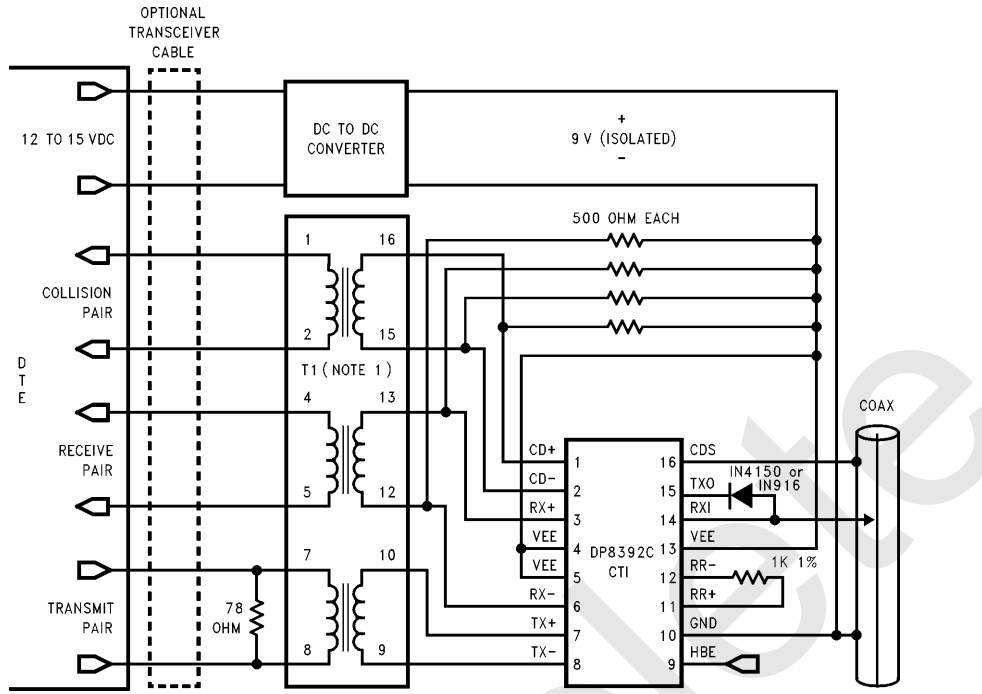 OPTIONAL
TRANSCEIVER
CABLE
12 TO 15 VDC
DC TO DC
CONVERTER
+
9 V (ISOLATED)
−
500 OHM EACH
1
16
COLLISION
PAIR
2
15
T1 (NOTE 1)
D
T
E
4
13
RECEIVE
PAIR
5
12
7
10
TRANSMIT
PAIR
78
OHM
8
9
COAX
CD+
1
16
CDS
IN4150 or
IN916
CD-
2
15
TXO
RX+
3
14
RXI
VEE
4
13
VEE
DP8392C
CTI
1K 1%
VEE
5
12
RR-
RX-
6
11
RR+
TX+
7
10
GND
TX-
8
9
HBE
lete